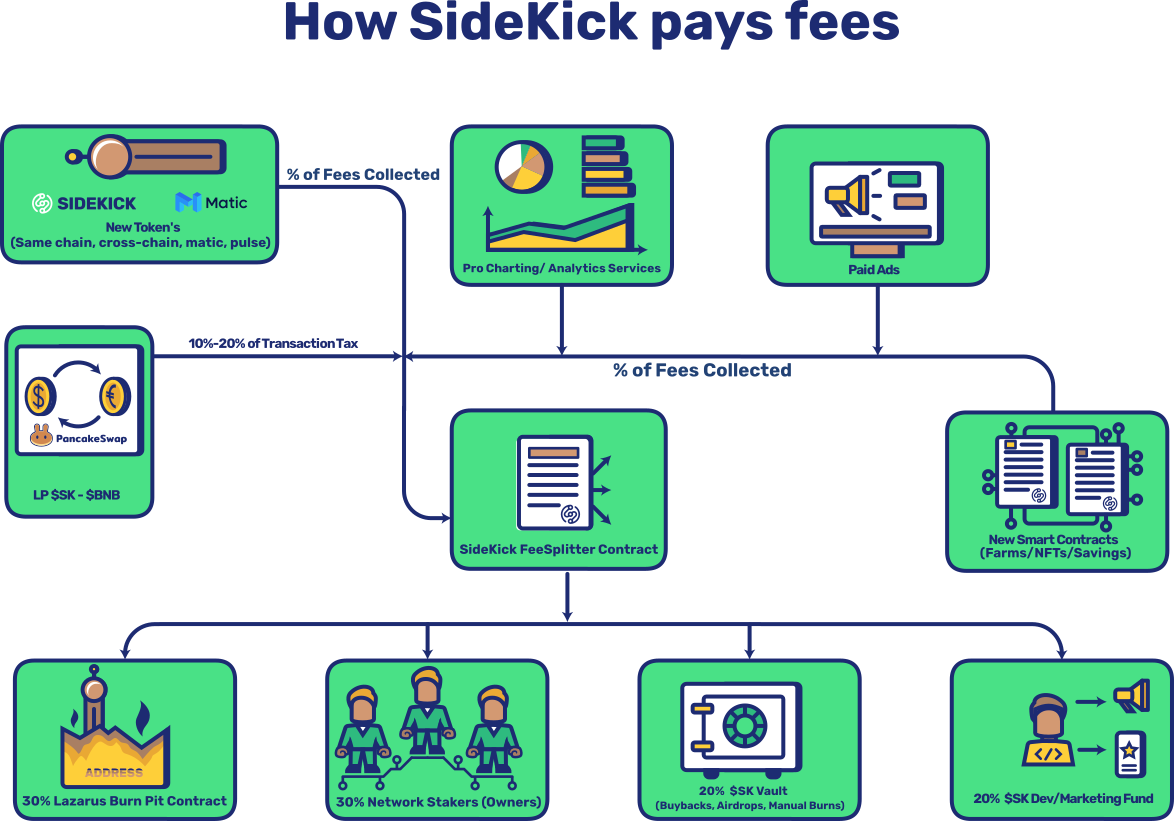 How SideKick pays fees
SIDEKICK
Matic
New Token's
(Same chain, cross-chain, matic, pulse)
% of Fees Collected
Pro Charting/ Analytics Services
Paid Ads
10%-20% of Transaction Tax
% of Fees Collected
$
€
PancakeSwap
LP $SK - $BNB
SideKick FeeSplitter Contract
New Smart Contracts
(Farms/NFTs/Savings)
ADDRESS
30% Lazarus Burn Pit Contract
30% Network Stakers (Owners)
20% $SK Vault
(Buybacks, Airdrops, Manual Burns)
</>
20% $SK Dev/Marketing Fund